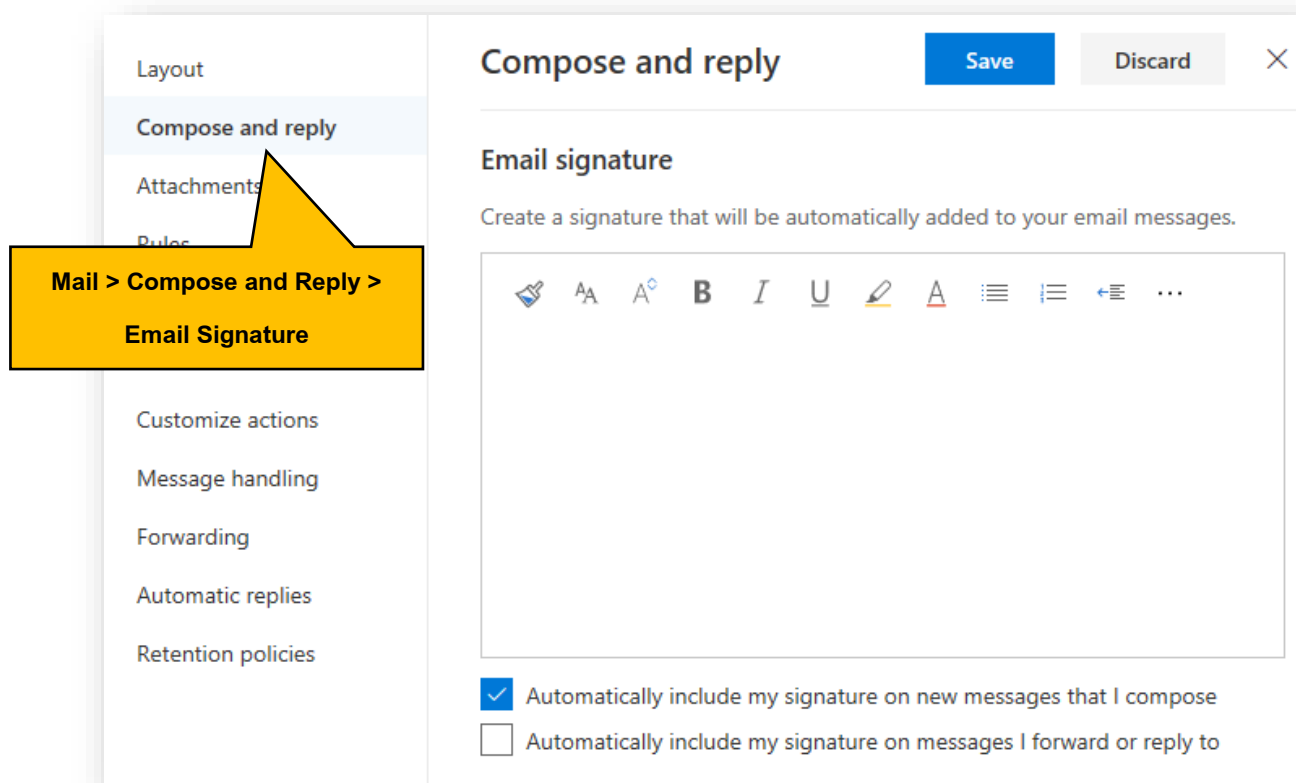 Layout
Compose and reply
Attachments
Rules
Mail > Compose and Reply >
Email Signature
Customize actions
Message handling
Forwarding
Automatic replies
Retention policies
Compose and reply
Save
Discard
Email signature
Create a signature that will be automatically added to your email messages.
B I U A
Automatically include my signature on new messages that I compose
Automatically include my signature on messages I forward or reply to